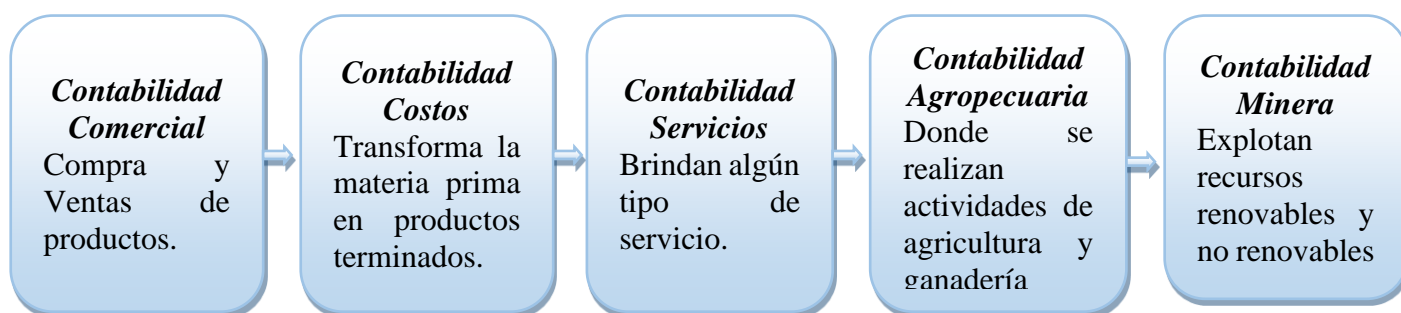 Contabilidad
Comercial
Compra y
Ventas de
productos.
Contabilidad
Costos
Transforma la
materia prima
en productos
terminados.
Contabilidad
Servicios
Brindan algún
tipo de
servicio.
Contabilidad
Agropecuaria
Donde se
realizan
actividades de
agricultura y
ganadería
Contabilidad
Minera
Explotan
recursos
renovables y
no renovables